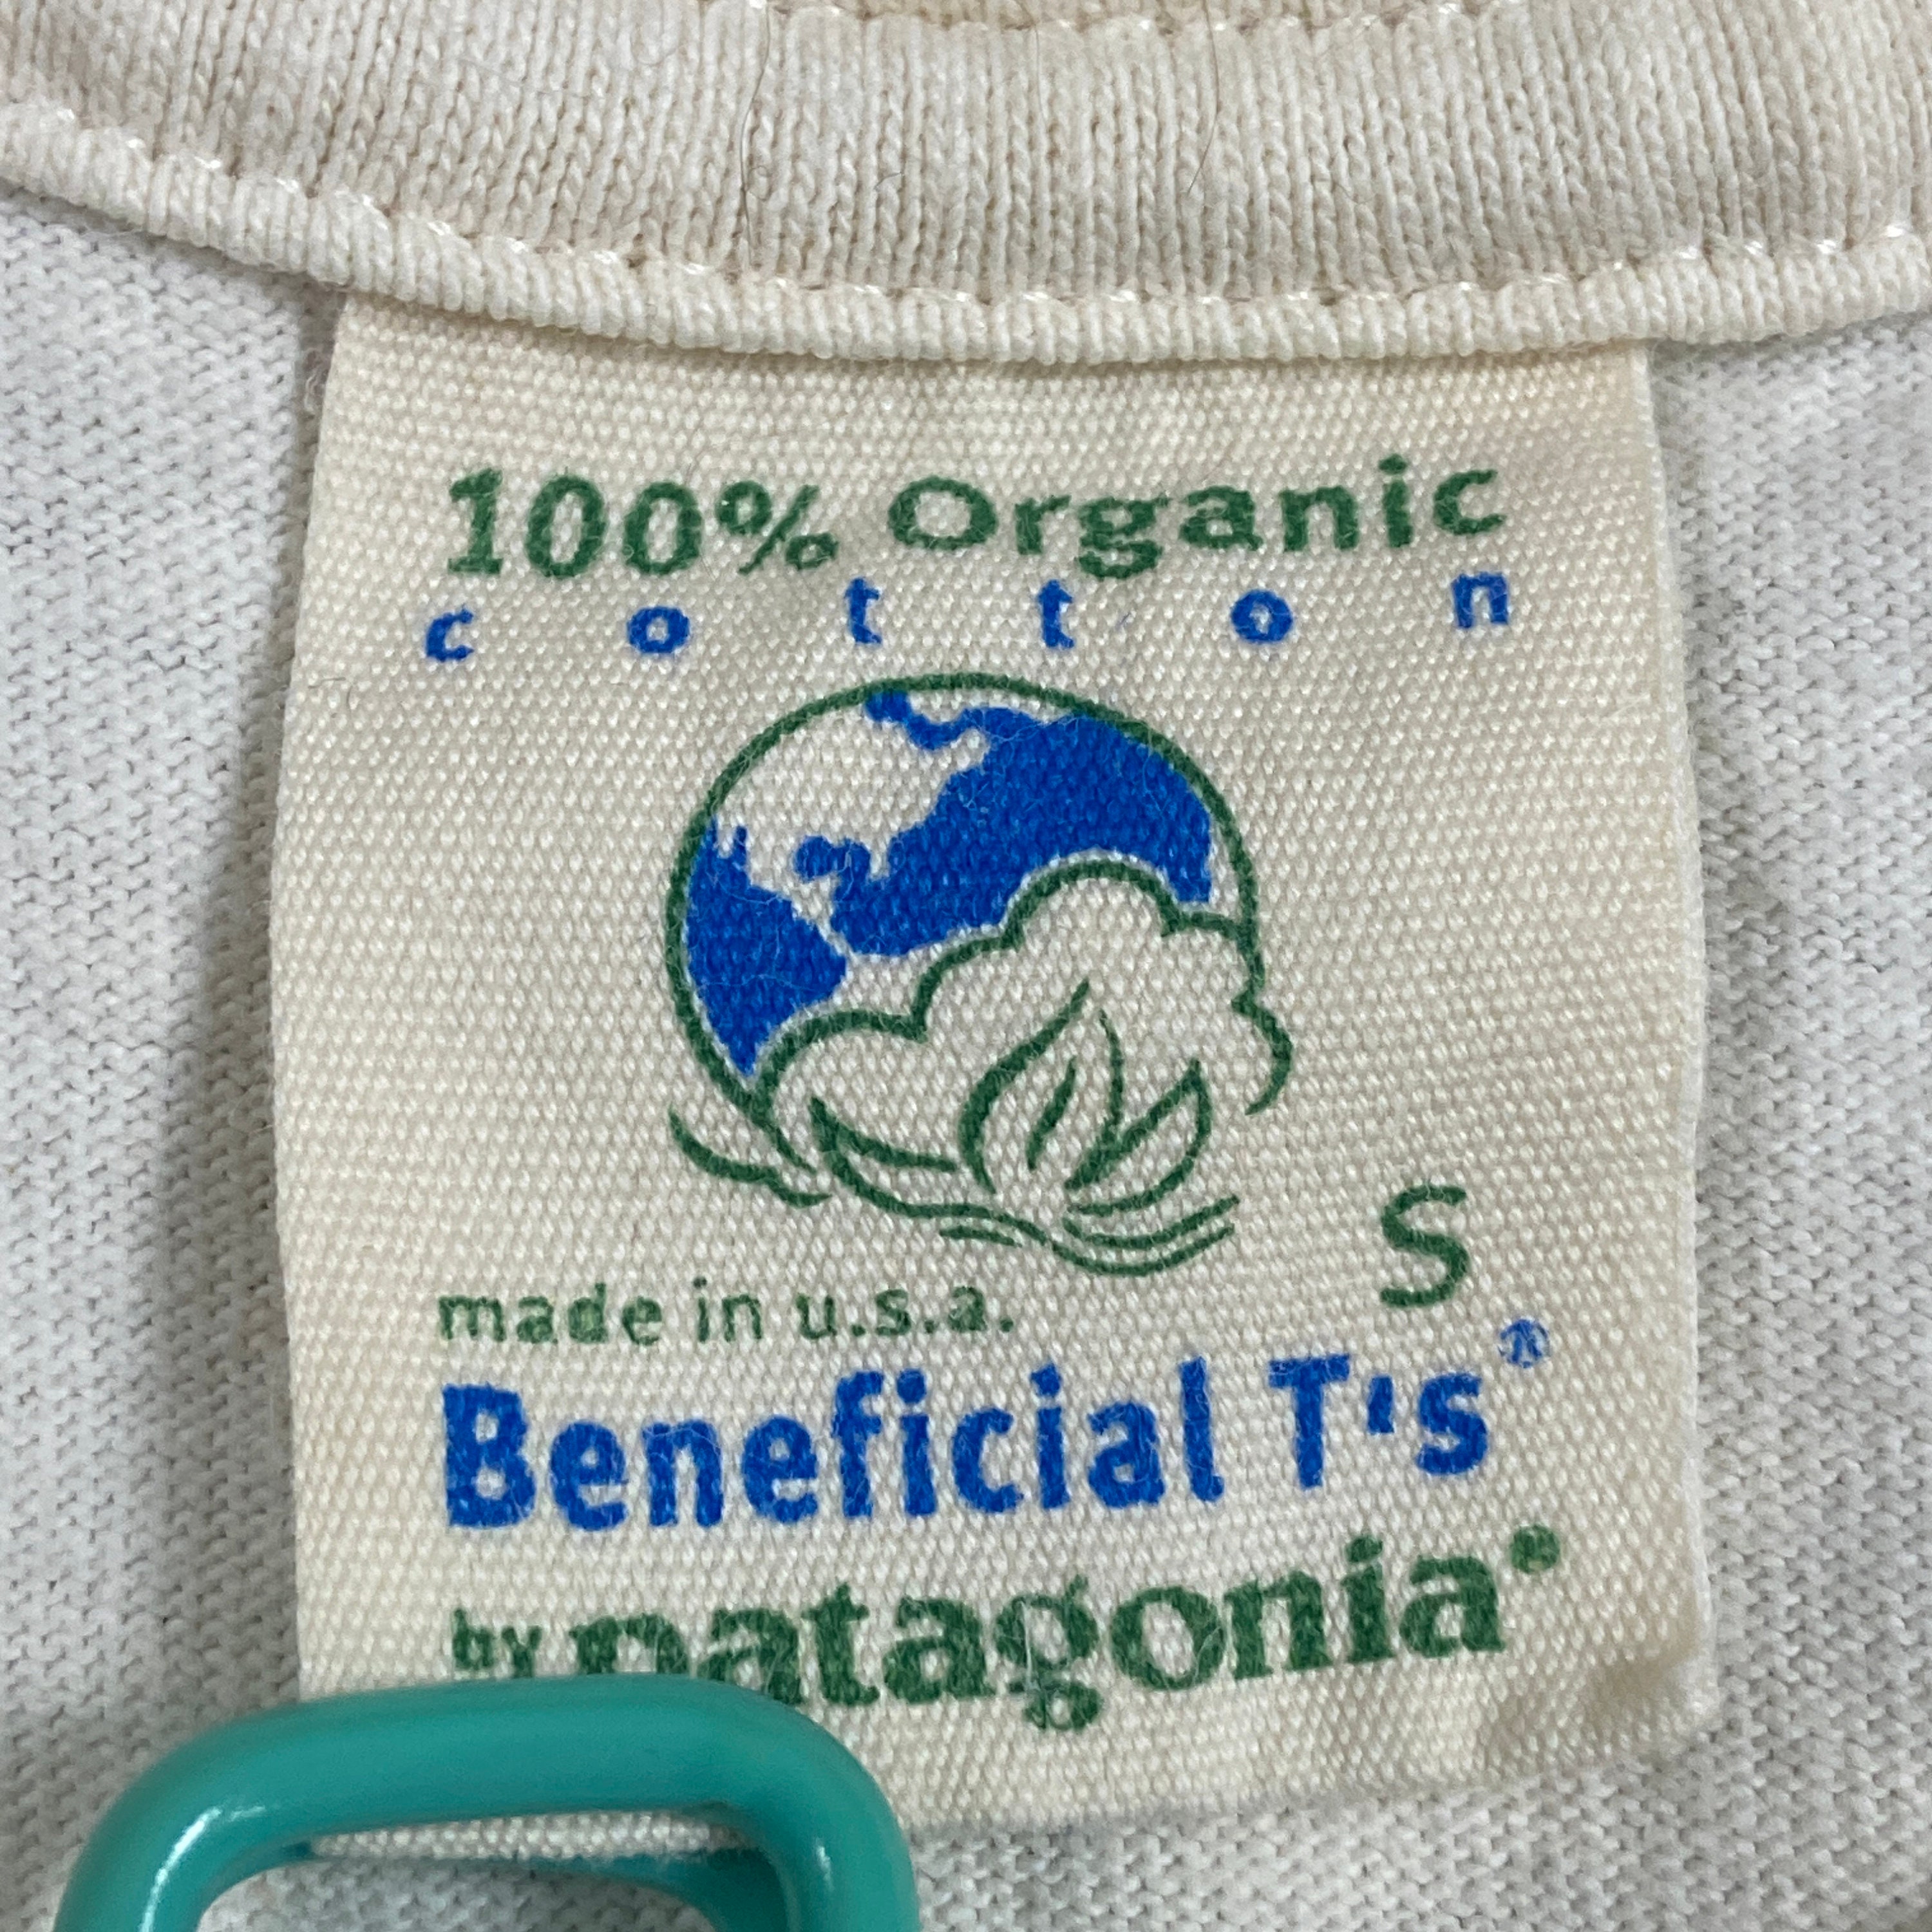 100% Organic
cotton
S
made in u.s.a.
Beneficial T's®
by patagonia®